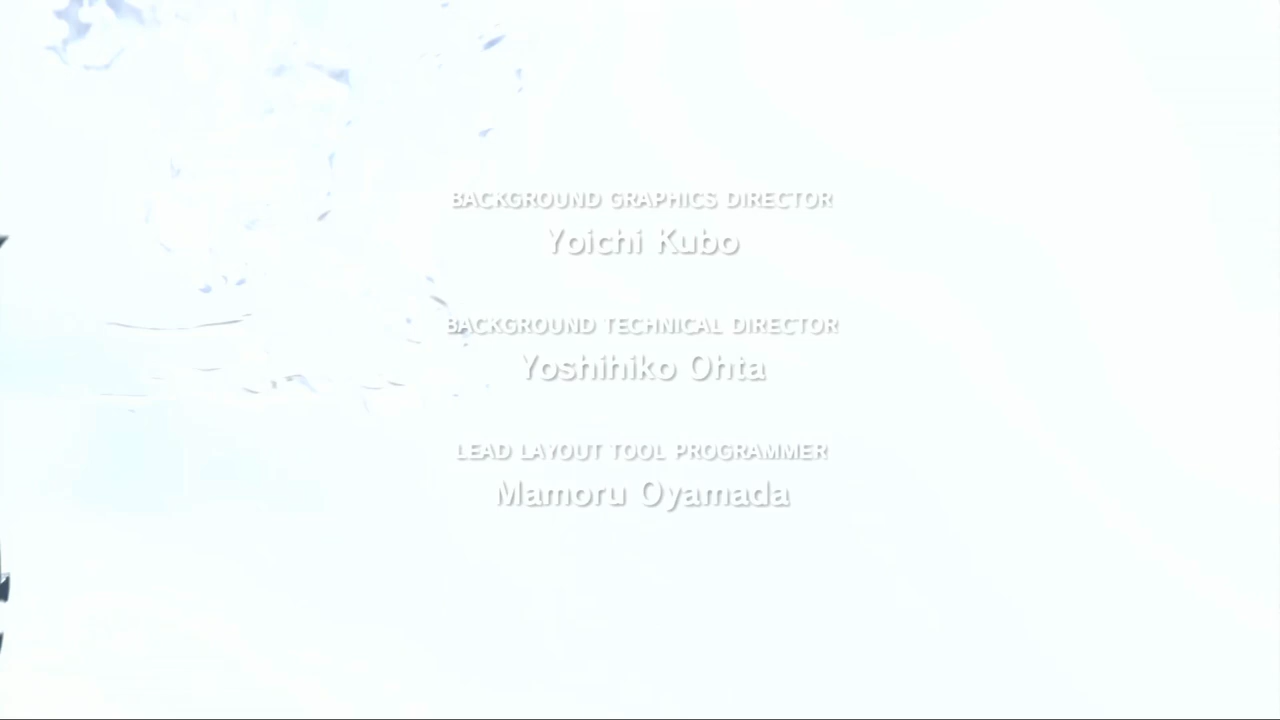 BACKGROUND GRAPHICS DIRECTOR
Yoichi Kubo
BACKGROUND TECHNICAL DIRECTOR
Yoshihiko Ohta
LEAD LAYOUT TOOL PROGRAMMER
Mamoru Oyamada